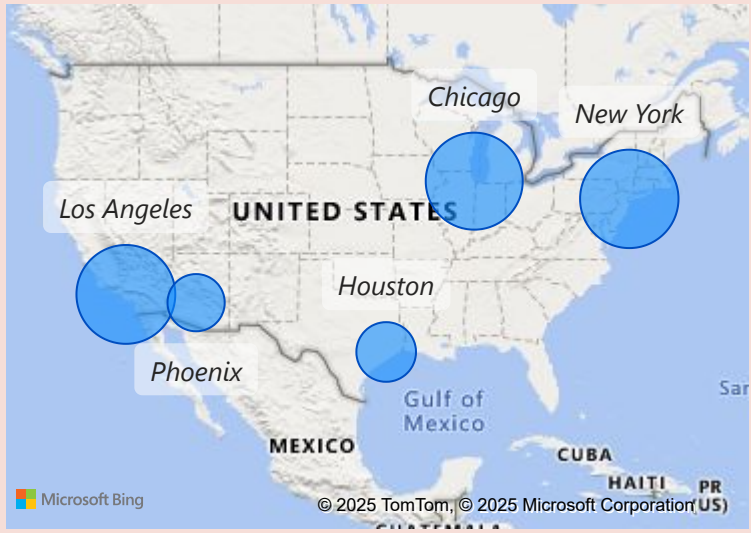 Chicago
New York
Los Angeles
UNITED STATES
Houston
Phoenix
Gulf of
Mexico
MEXICO
CUBA
HAITI
PR
(US)
Microsoft Bing
© 2025 TomTom, © 2025 Microsoft Corporation